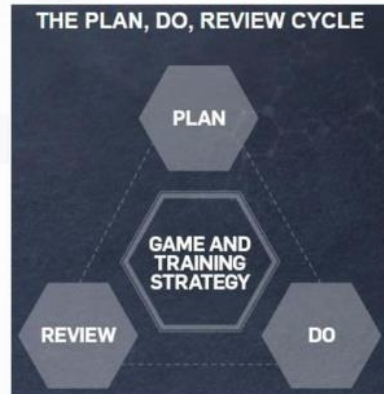 THE PLAN, DO, REVIEW CYCLE
PLAN
GAME AND
TRAINING
STRATEGY
REVIEW
DO